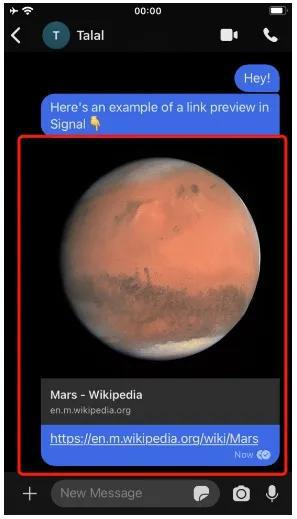 00:00
T Talal
Hey!
Here's an example of a link preview in
Signal 👇
Mars - Wikipedia
en.m.wikipedia.org
https://en.m.wikipedia.org/wiki/Mars
Now
New Message